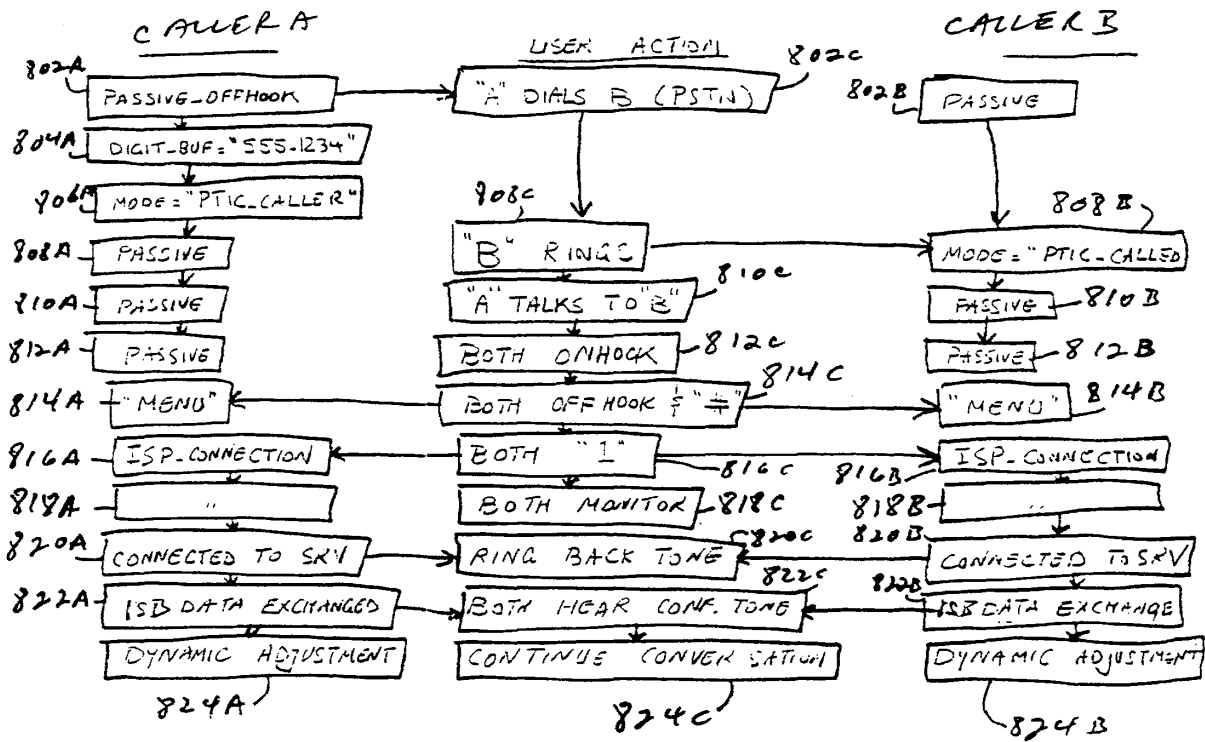 CALLER A
USER ACTION
CALLER B
802A
PASSIVE_OFFHOOK
"A" DIALS B (PSTN)
802C
802B
PASSIVE
804A
DIGIT_BUF="555-1234"
806A
MODE="PTIC_CALLER"
808C
808B
808A
PASSIVE
"B" RINGS
MODE="PTIC_CALLED
810A
PASSIVE
"A" TALKS TO "B"
810C
PASSIVE
810B
812A
PASSIVE
BOTH ONHOCK
812C
PASSIVE
812B
814A
"MENU"
BOTH OFFHOOK & "#"
814C
"MENU"
814B
816A
ISP_CONNECTION
BOTH "1"
816C
816B
ISP_CONNECTION
818A
"
BOTH MONITOR
818C
818B
"
820A
CONNECTED TO SRV
RING BACK TONE
820C
820B
CONNECTED TO SRV
822A
ISB DATA EXCHANGED
BOTH HEAR CONF. TONE
822C
822B
ISB DATA EXCHANGE
DYNAMIC ADJUSTMENT
CONTINUE CONVERSATION
DYNAMIC ADJUSTMENT
824A
824C
824B